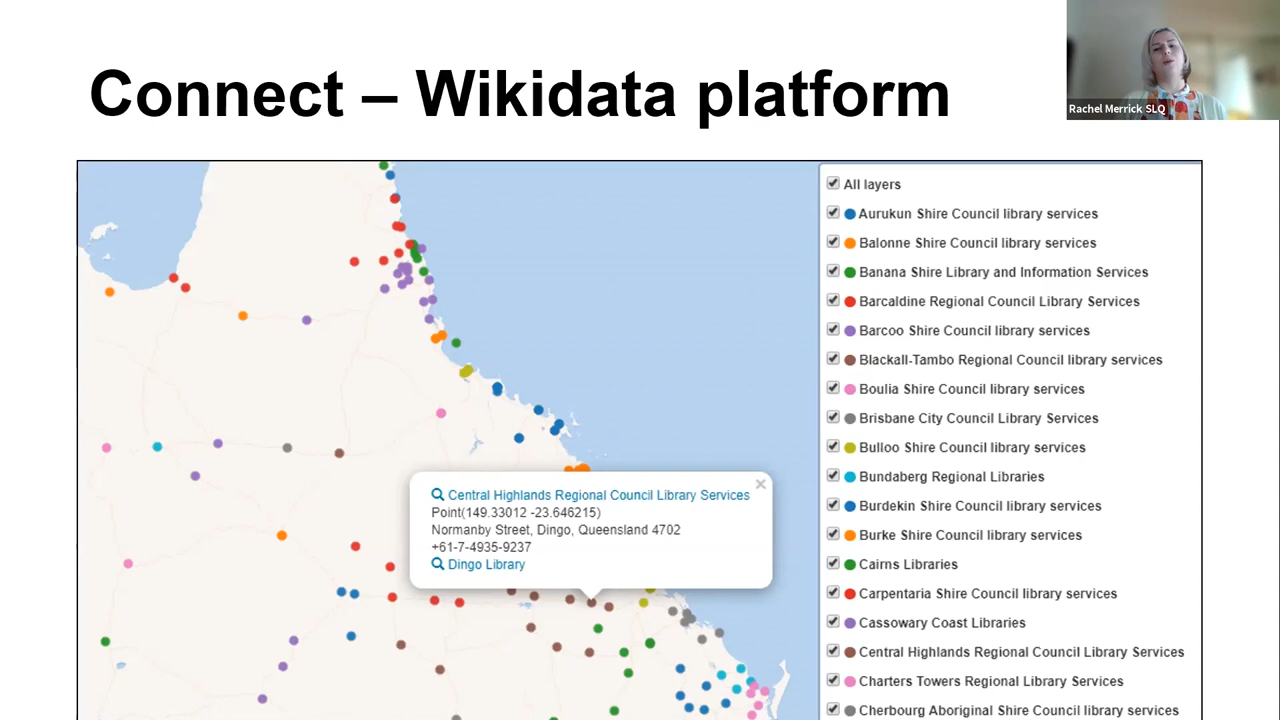 Connect – Wikidata platform
Rachel Merrick SLQ
All layers
Aurukun Shire Council library services
Balonne Shire Council library services
Banana Shire Library and Information Services
Barcaldine Regional Council Library Services
Barcoo Shire Council library services
Blackall-Tambo Regional Council library services
Boulia Shire Council library services
Brisbane City Council Library Services
Bulloo Shire Council library services
Bundaberg Regional Libraries
Burdekin Shire Council library services
Burke Shire Council library services
Cairns Libraries
Carpentaria Shire Council library services
Cassowary Coast Libraries
Central Highlands Regional Council Library Services
Charters Towers Regional Library Services
Cherbourg Aboriginal Shire Council library services
Central Highlands Regional Council Library Services
Point(149.33012 -23.646215)
Normanby Street, Dingo, Queensland 4702
+61-7-4935-9237
Dingo Library